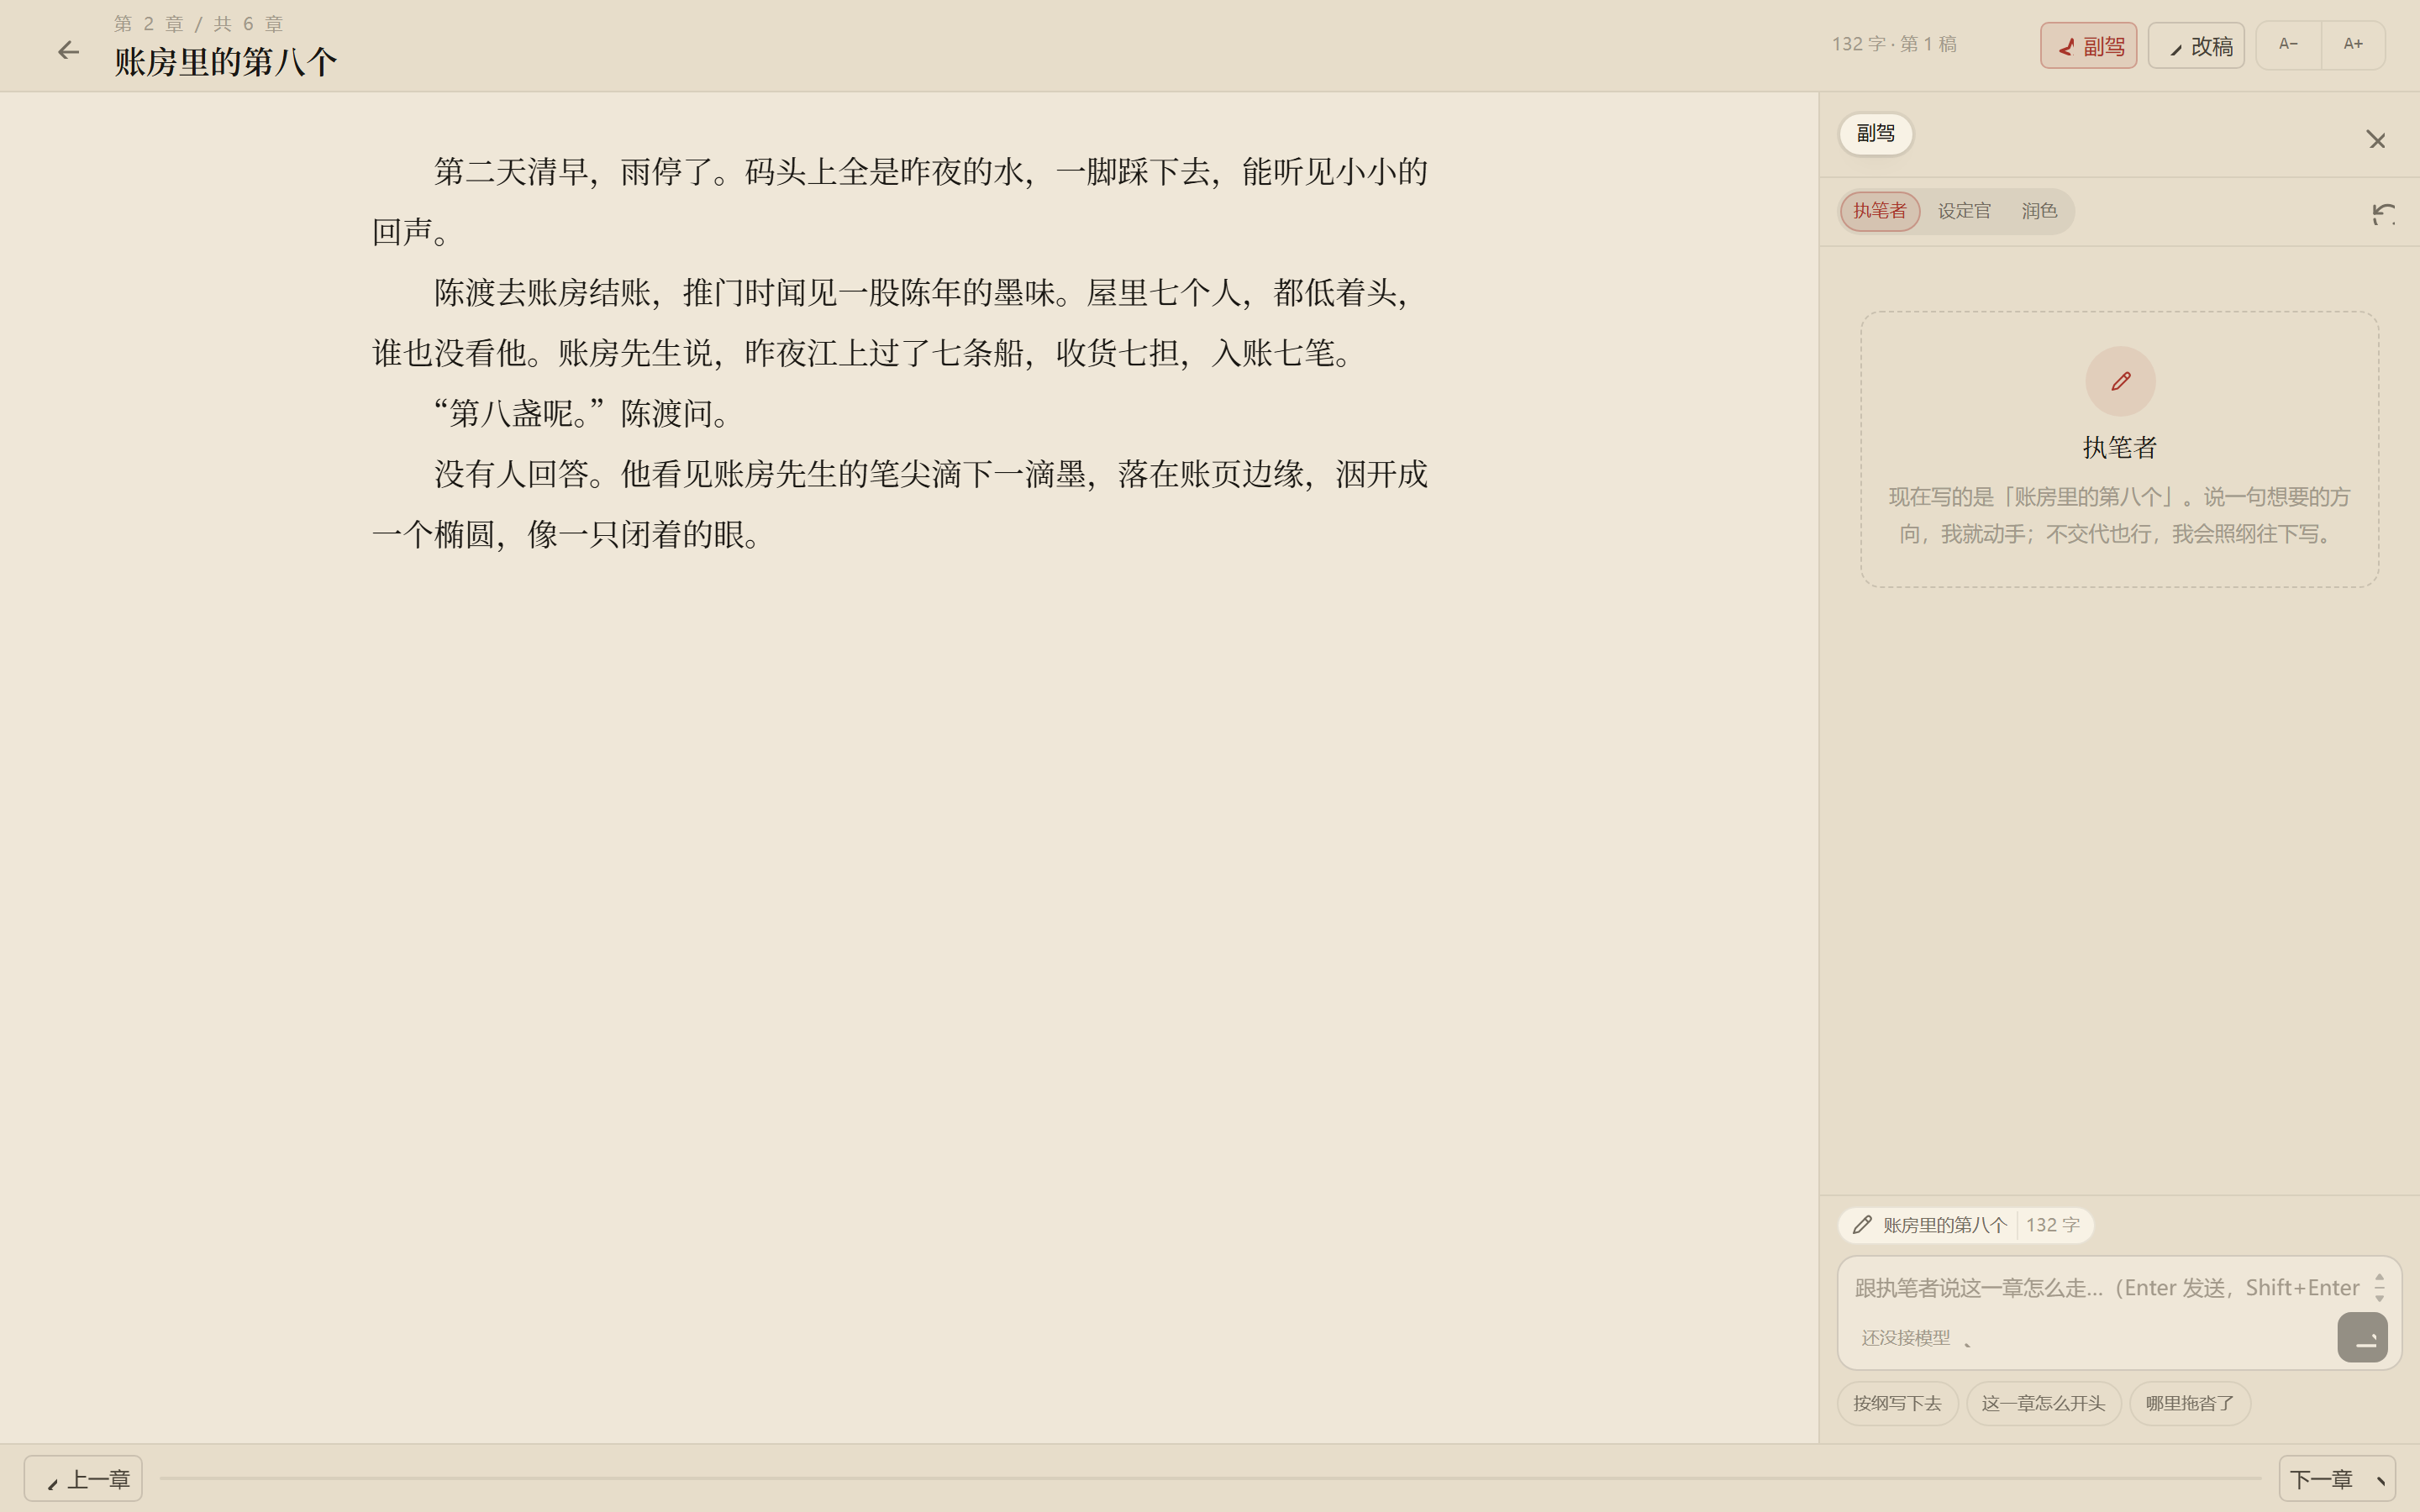 第 2 章 / 共 6 章
账房里的第八个
132 字 · 第 1 稿
副驾
改稿
A−
A+
第二天清早，雨停了。码头上全是昨夜的水，一脚踩下去，能听见小小的
回声。
陈渡去账房结账，推门时闻见一股陈年的墨味。屋里七个人，都低着头，
谁也没看他。账房先生说，昨夜江上过了七条船，收货七担，入账七笔。
“第八盏呢。”陈渡问。
没有人回答。他看见账房先生的笔尖滴下一滴墨，落在账页边缘，洇开成
一个椭圆，像一只闭着的眼。
副驾
执笔者
设定官
润色
执笔者
现在写的是「账房里的第八个」。说一句想要的方
向，我就动手；不交代也行，我会照纲往下写。
账房里的第八个
132 字
跟执笔者说这一章怎么走...（Enter 发送，Shift+Enter
还没接模型
按纲写下去
这一章怎么开头
哪里拖沓了
上一章
下一章